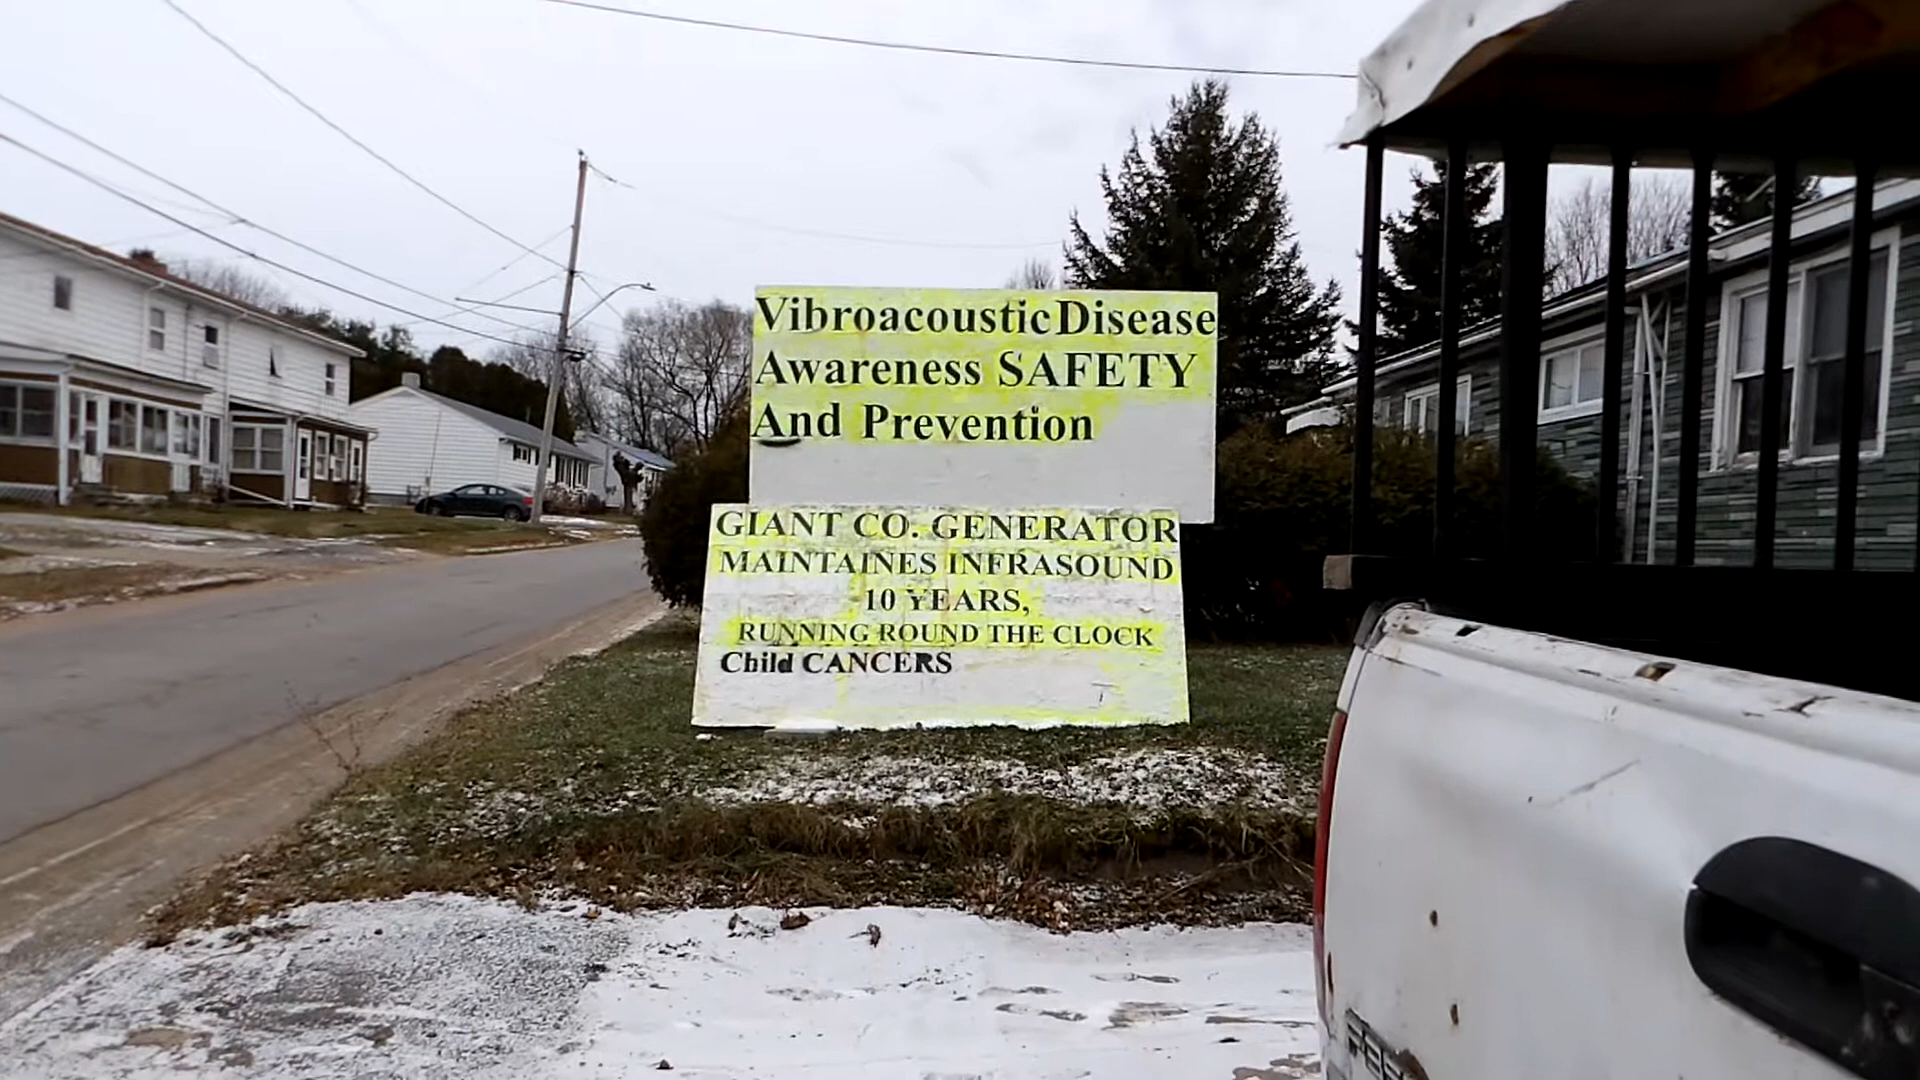 Vibroacoustic Disease
Awareness SAFETY
And Prevention
GIANT CO. GENERATOR
MAINTAINES INFRASOUND
10 YEARS,
RUNNING ROUND THE CLOCK
Child CANCERS